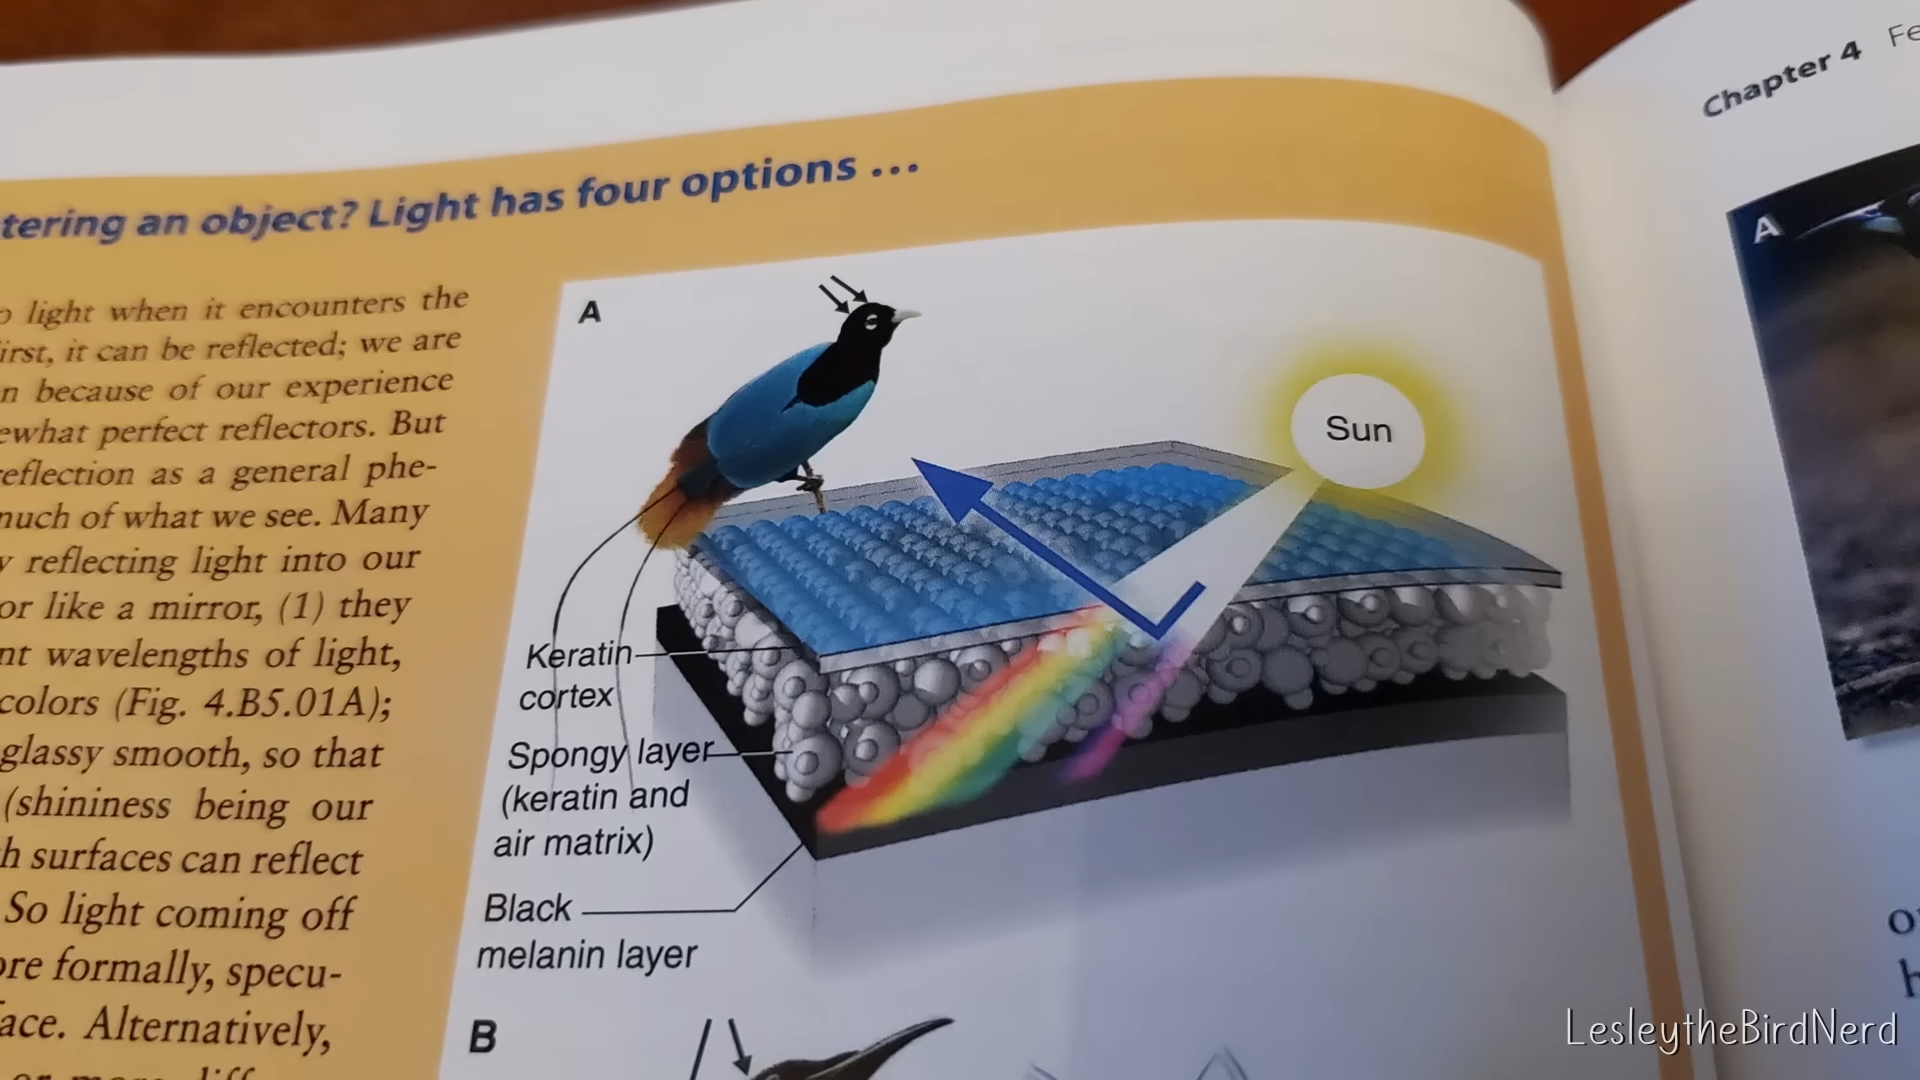 Chapter 4
tering an object? Light has four options ...
light when it encounters the
irst, it can be reflected; we are
n because of our experience
ewhat perfect reflectors. But
eflection as a general phe-
much of what we see. Many
y reflecting light into our
or like a mirror, (1) they
nt wavelengths of light,
colors (Fig. 4.B5.01A);
glassy smooth, so that
(shininess being our
h surfaces can reflect
So light coming off
ore formally, specu-
ace. Alternatively,
A
Sun
Keratin
cortex
Spongy layer
(keratin and
air matrix)
Black
melanin layer
B
A
LesleytheBirdNerd